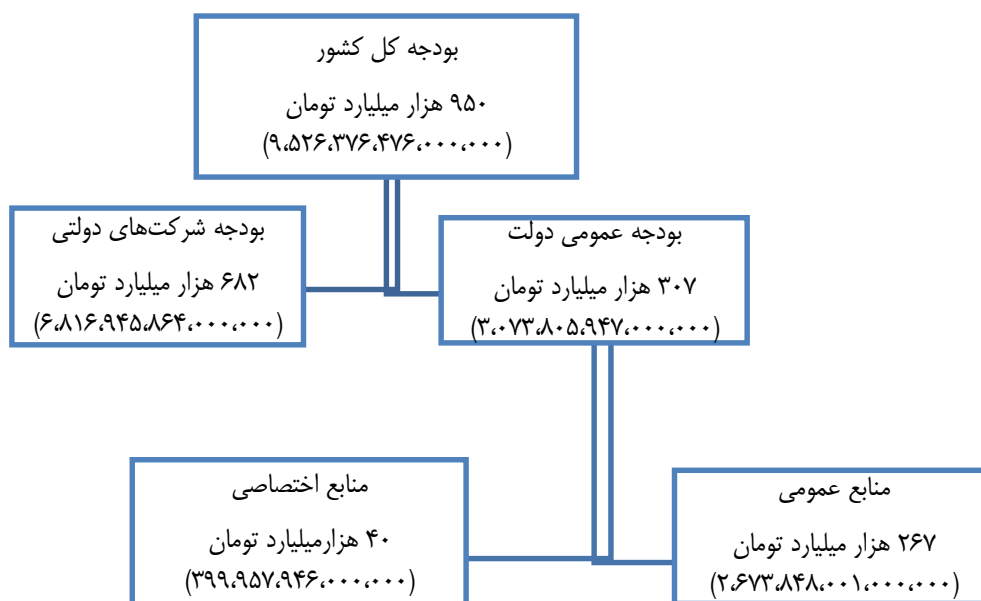 بودجه کل کشور
۹۵۰ هزار میلیارد تومان
(۹،۵۲۶،۳۷۶،۴۷۶،۰۰۰،۰۰۰)
بودجه عمومی دولت
۳۰۷ هزار میلیارد تومان
(۳،۰۷۳،۸۰۵،۹۴۷،۰۰۰،۰۰۰)
بودجه شرکت‌های دولتی
۶۸۲ هزار میلیارد تومان
(۶،۸۱۶،۹۴۵،۸۶۴،۰۰۰،۰۰۰)
منابع عمومی
۲۶۷ هزار میلیارد تومان
(۲،۶۷۳،۸۴۸،۰۰۱،۰۰۰،۰۰۰)
منابع اختصاصی
۴۰ هزارمیلیارد تومان
(۳۹۹،۹۵۷،۹۴۶،۰۰۰،۰۰۰)